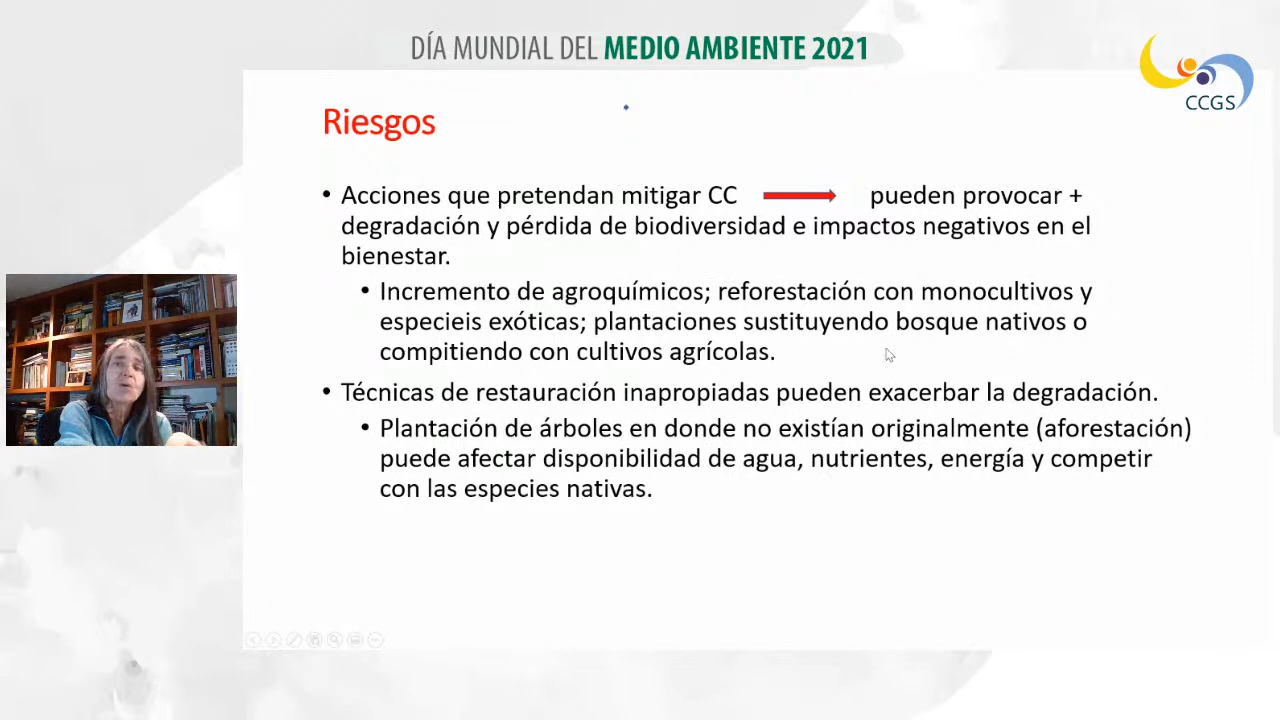 DÍA MUNDIAL DEL MEDIO AMBIENTE 2021
CCGS
Riesgos
• Acciones que pretendan mitigar CC pueden provocar +
degradación y pérdida de biodiversidad e impactos negativos en el
bienestar.
• Incremento de agroquímicos; reforestación con monocultivos y
especieis exóticas; plantaciones sustituyendo bosque nativos o
compitiendo con cultivos agrícolas.
• Técnicas de restauración inapropiadas pueden exacerbar la degradación.
• Plantación de árboles en donde no existían originalmente (aforestación)
puede afectar disponibilidad de agua, nutrientes, energía y competir
con las especies nativas.